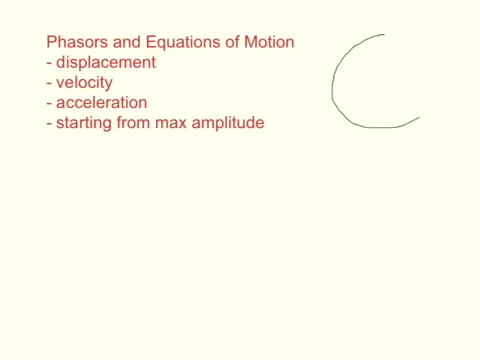 Phasors and Equations of Motion
- displacement
- velocity
- acceleration
- starting from max amplitude